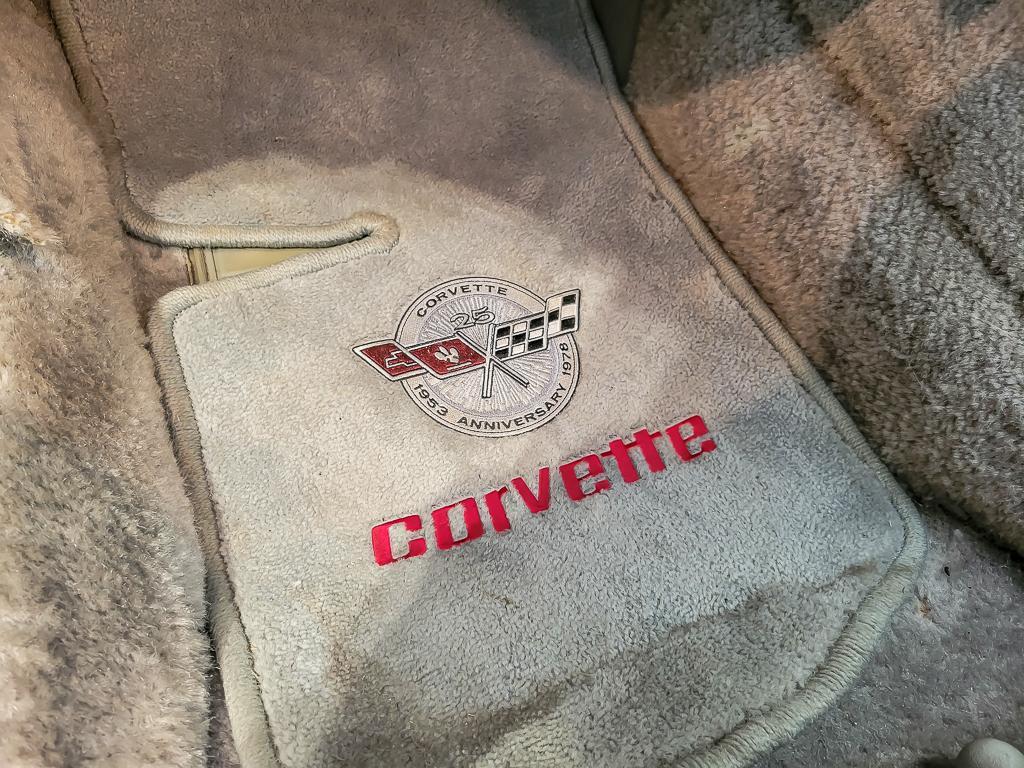 CORVETTE
25
1953 ANNIVERSARY 1978
corvette